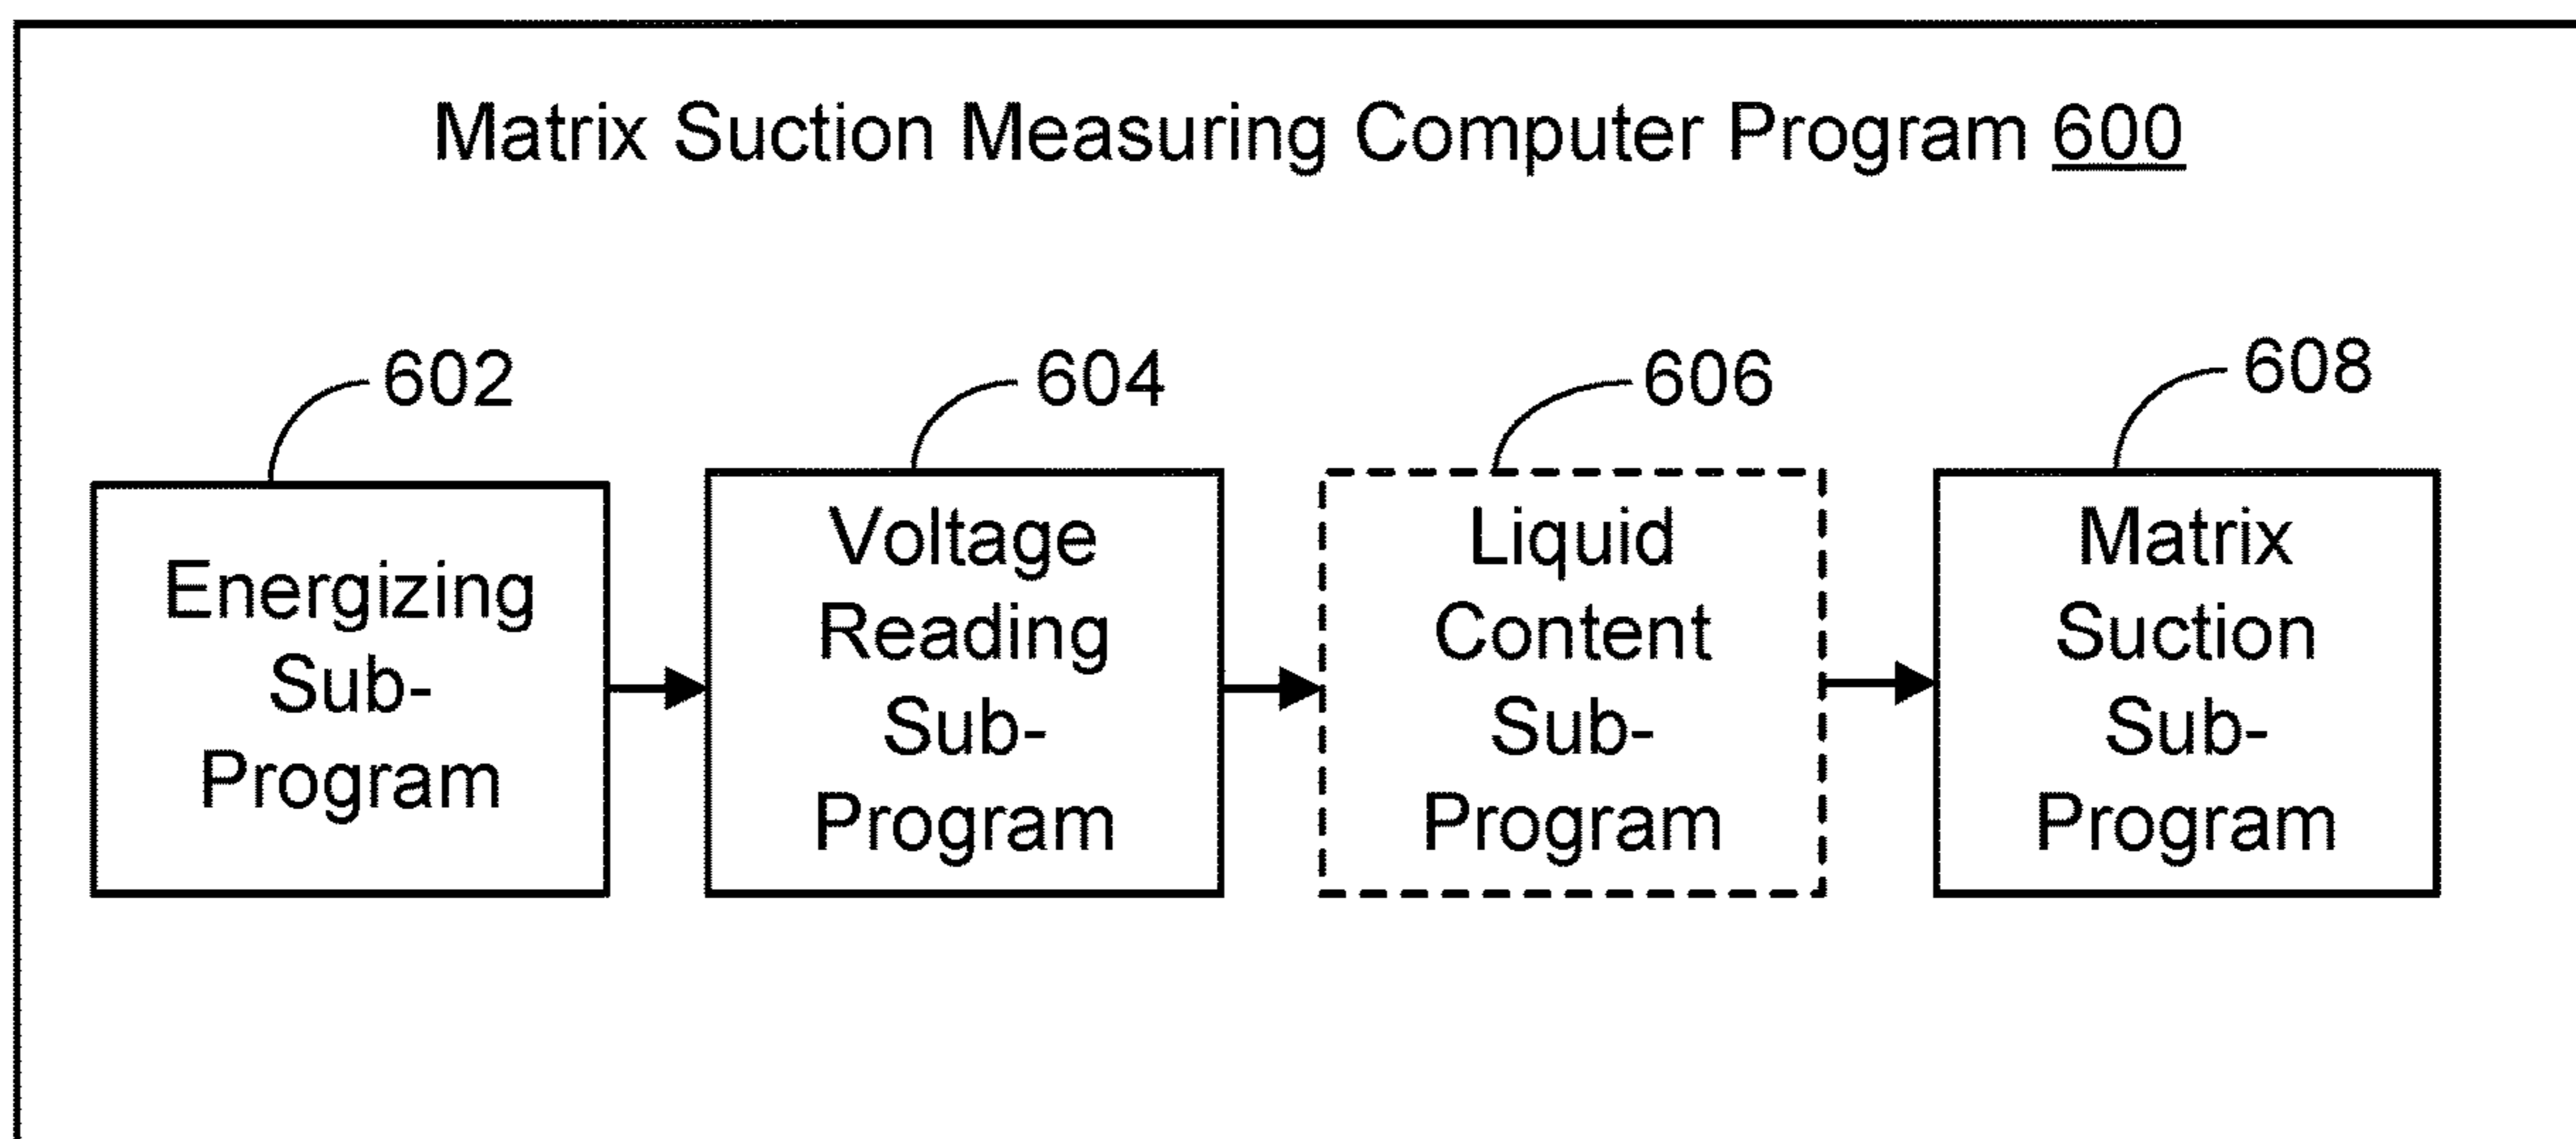 Matrix Suction Measuring Computer Program 600
602
604
606
608
Energizing
Sub-
Program
Voltage
Reading
Sub-
Program
Liquid
Content
Sub-
Program
Matrix
Suction
Sub-
Program